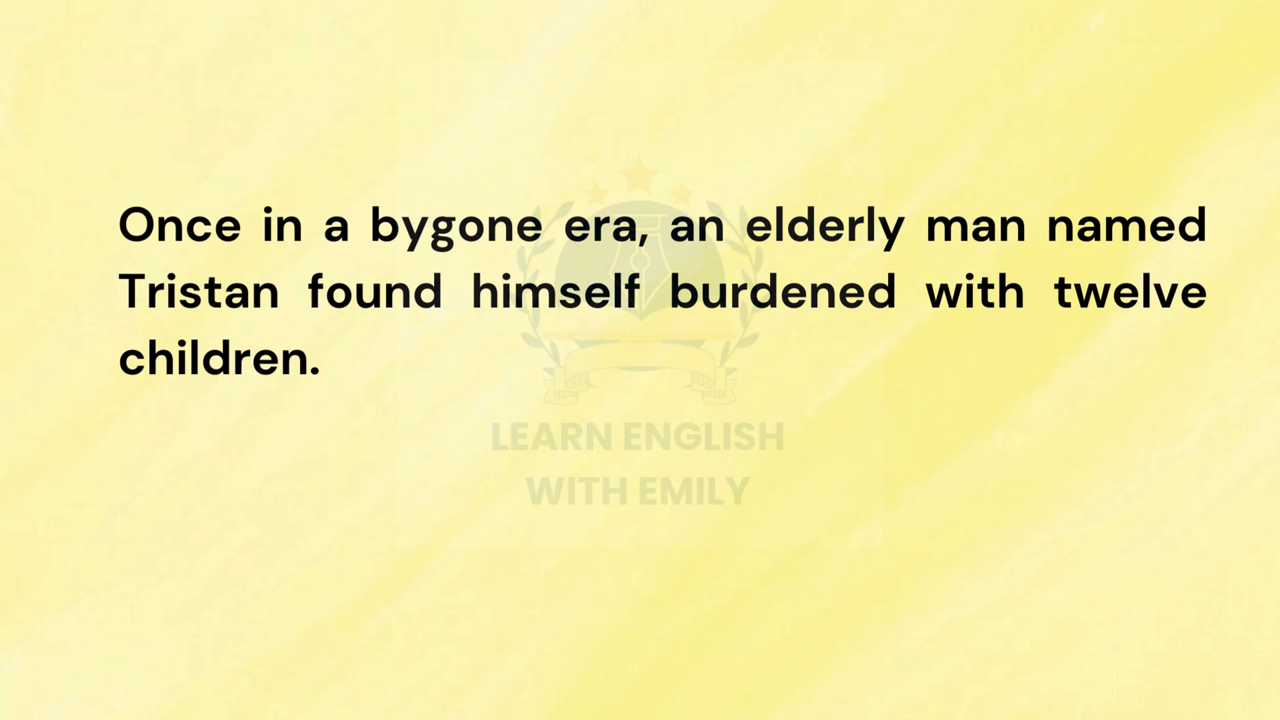 Once in a bygone era, an elderly man named
Tristan found himself burdened with twelve
children.
LEARN ENGLISH
WITH EMILY